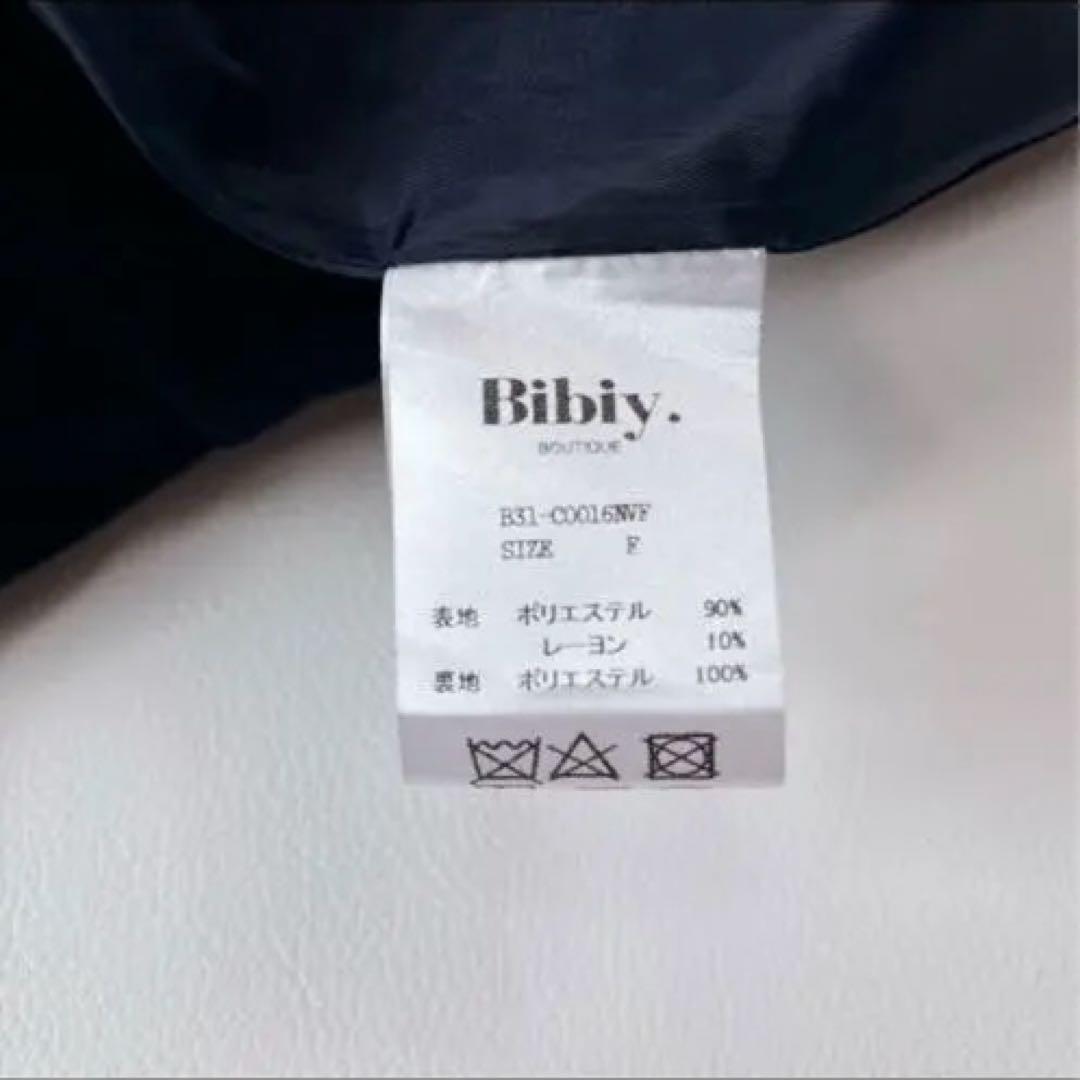 Bibiy.
BOUTIQUE
B31-C0016NVF
SIZE F
表地 ポリエステル 90%
レーヨン 10%
裏地 ポリエステル 100%